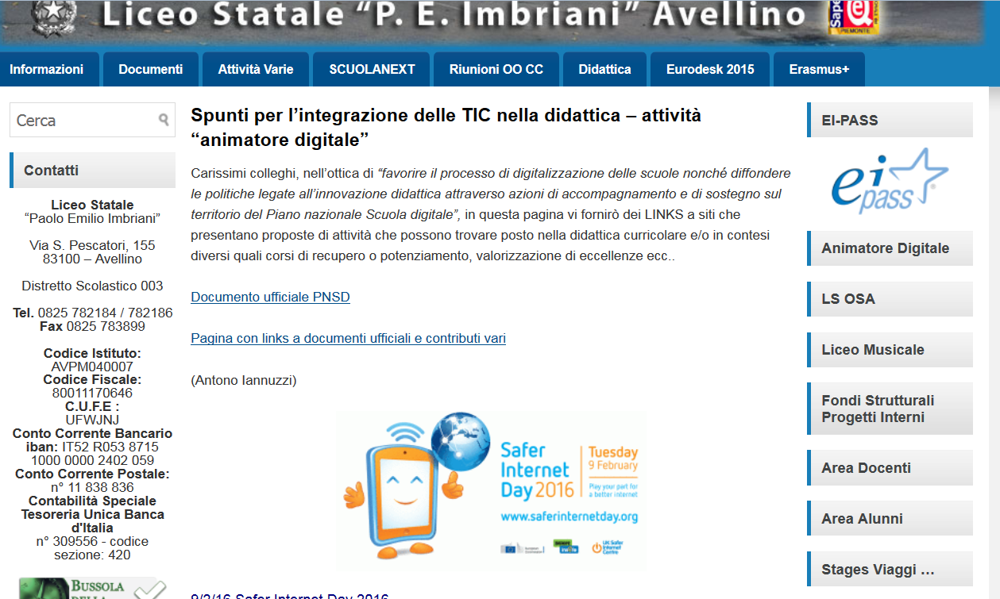 Liceo Statale “P. E. Imbriani” Avellino
PIEMONTE
Informazioni
Documenti
Attività Varie
SCUOLANEXT
Riunioni OO CC
Didattica
Eurodesk 2015
Erasmus+
Cerca
Contatti
Liceo Statale
“Paolo Emilio Imbriani”
Via S. Pescatori, 155
83100 – Avellino
Distretto Scolastico 003
Tel. 0825 782184 / 782186
Fax 0825 783899
Codice Istituto:
AVPM040007
Codice Fiscale:
80011170646
C.U.F.E :
UFWJNJ
Conto Corrente Bancario
iban: IT52 R053 8715
1000 0000 2402 059
Conto Corrente Postale:
n° 11 838 836
Contabilità Speciale
Tesoreria Unica Banca
d'Italia
n° 309556 - codice
sezione: 420
BUSSOLA
DELLA
Spunti per l’integrazione delle TIC nella didattica – attività
“animatore digitale”
Carissimi colleghi, nell’ottica di “favorire il processo di digitalizzazione delle scuole nonché diffondere
le politiche legate all’innovazione didattica attraverso azioni di accompagnamento e di sostegno sul
territorio del Piano nazionale Scuola digitale”, in questa pagina vi fornirò dei LINKS a siti che
presentano proposte di attività che possono trovare posto nella didattica curricolare e/o in contesi
diversi quali corsi di recupero o potenziamento, valorizzazione di eccellenze ecc..
Documento ufficiale PNSD
Pagina con links a documenti ufficiali e contributi vari
(Antono Iannuzzi)
Safer
Internet
Day 2016
Tuesday
9 February
Play your part for
a better internet
www.saferinternetday.org
UK Safer
Internet
Centre
9/2/16 Safer Internet Day 2016
EI-PASS
ei
pass
Animatore Digitale
LS OSA
Liceo Musicale
Fondi Strutturali
Progetti Interni
Area Docenti
Area Alunni
Stages Viaggi …